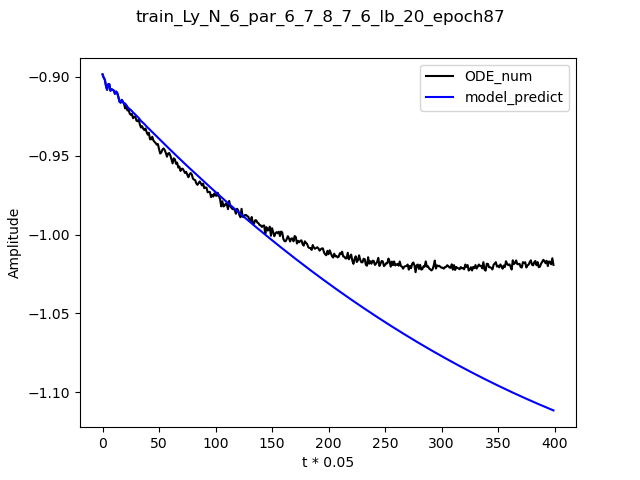 train_Ly_N_6_par_6_7_8_7_6_lb_20_epoch87
ODE_num
model_predict
Amplitude
−0.90
−0.95
−1.00
−1.05
−1.10
0 50 100 150 200 250 300 350 400
t * 0.05